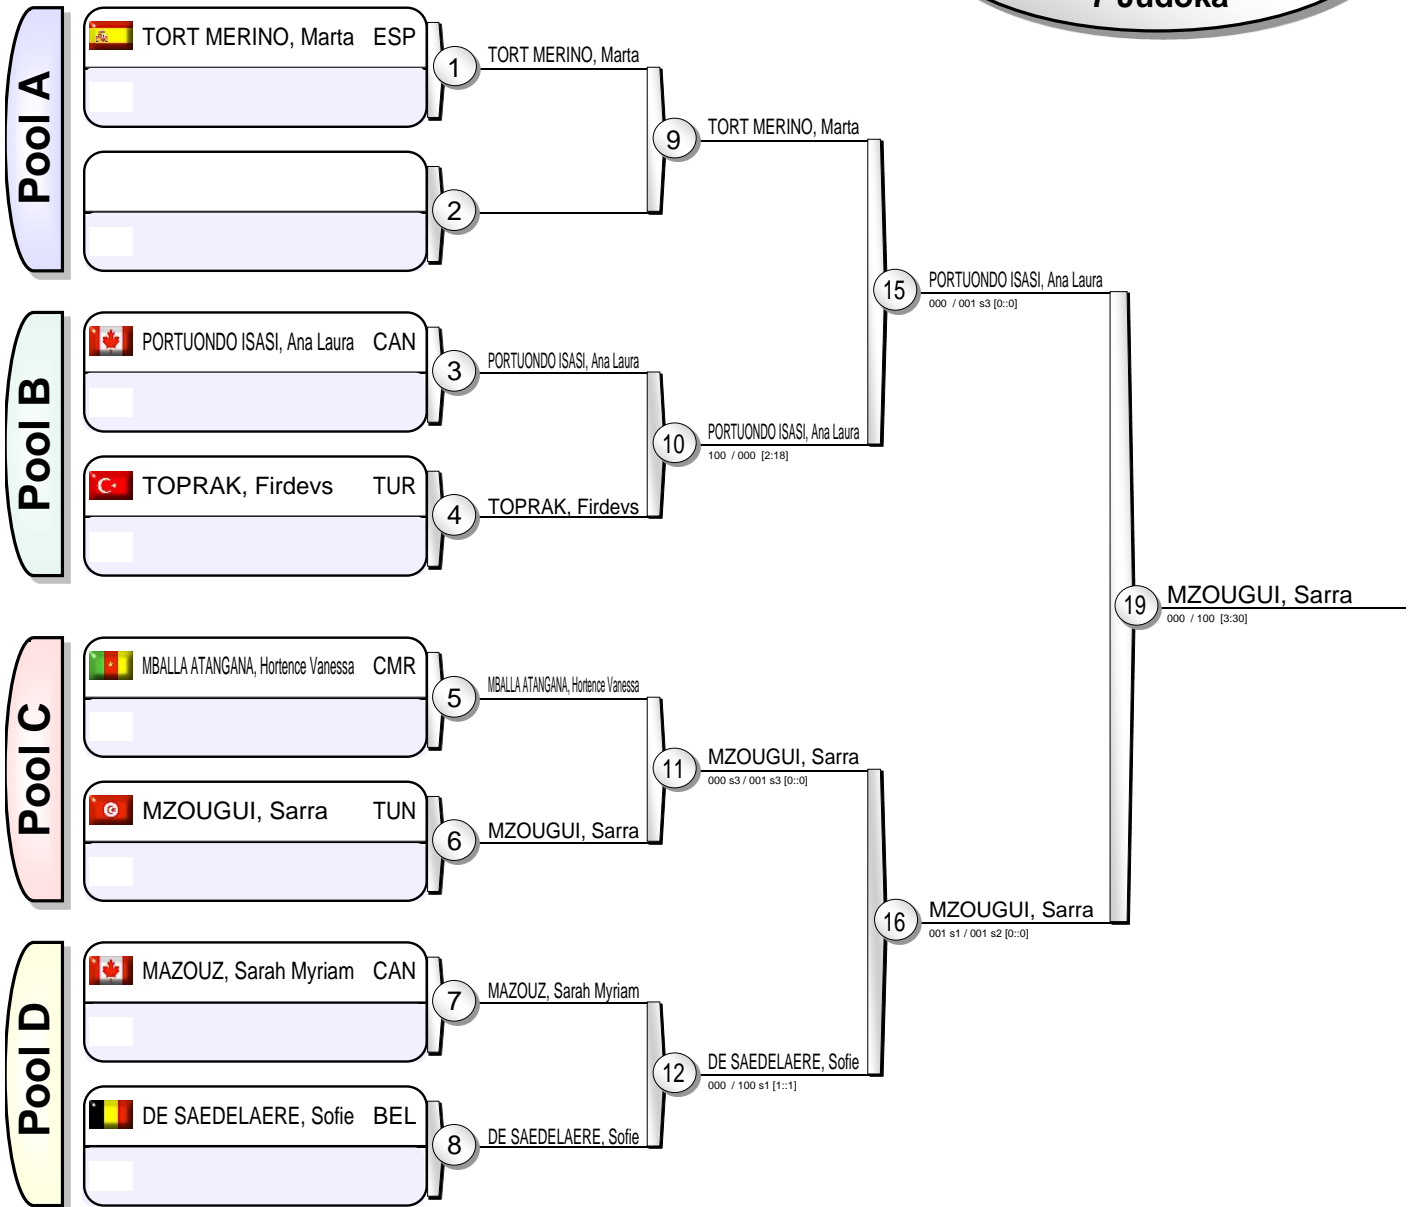 7 Judoka
Pool A
TORT MERINO, Marta ESP
1
TORT MERINO, Marta
2
9
TORT MERINO, Marta
Pool B
PORTUONDO ISASI, Ana Laura CAN
3
PORTUONDO ISASI, Ana Laura
TOPRAK, Firdevs TUR
4
TOPRAK, Firdevs
10
PORTUONDO ISASI, Ana Laura
100 / 000 [2:18]
15
PORTUONDO ISASI, Ana Laura
000 / 001 s3 [0::0]
Pool C
MBALLA ATANGANA, Hortence Vanessa CMR
5
MBALLA ATANGANA, Hortence Vanessa
MZOUGUI, Sarra TUN
6
MZOUGUI, Sarra
11
MZOUGUI, Sarra
000 s3 / 001 s3 [0::0]
Pool D
MAZOUZ, Sarah Myriam CAN
7
MAZOUZ, Sarah Myriam
DE SAEDELAERE, Sofie BEL
8
DE SAEDELAERE, Sofie
12
DE SAEDELAERE, Sofie
000 / 100 s1 [1::1]
16
MZOUGUI, Sarra
001 s1 / 001 s2 [0::0]
19
MZOUGUI, Sarra
000 / 100 [3:30]